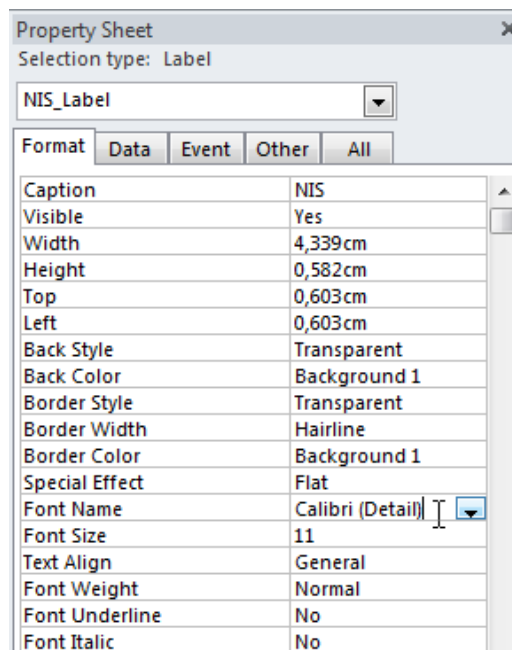 Property Sheet
Selection type: Label
NIS_Label
Format Data Event Other All
Caption NIS
Visible Yes
Width 4,339cm
Height 0,582cm
Top 0,603cm
Left 0,603cm
Back Style Transparent
Back Color Background 1
Border Style Transparent
Border Width Hairline
Border Color Background 1
Special Effect Flat
Font Name Calibri (Detail)
Font Size 11
Text Align General
Font Weight Normal
Font Underline No
Font Italic No